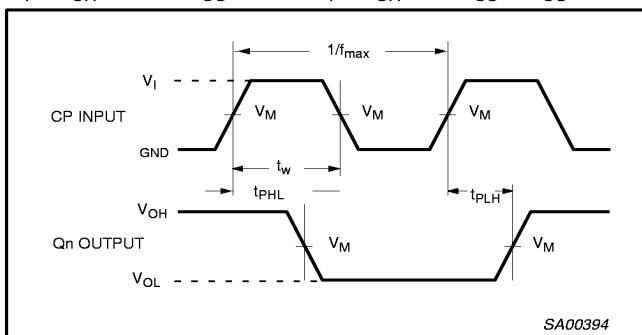 1/fmax
VI
CP INPUT
VM VM VM
GND
tw
tPHL tPLH
VOH
Qn OUTPUT
VM VM
VOL
SA00394